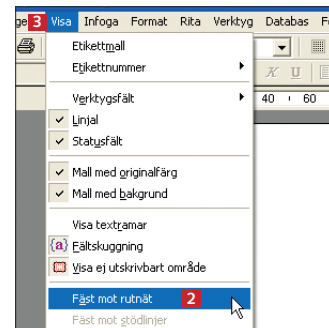 ge 3 Visa Infoga Format Rita Verktyg Databas F
Etikettmall
Etikettnummer
X U
Verktygsfält
40 60
Linjal
Statusfält
Mall med originalfärg
Mall med bakgrund
Visa textramar
{a} Fältskuggning
Visa ej utskrivbart område
Fäst mot rutnät 2
Fäst mot stödlinjer